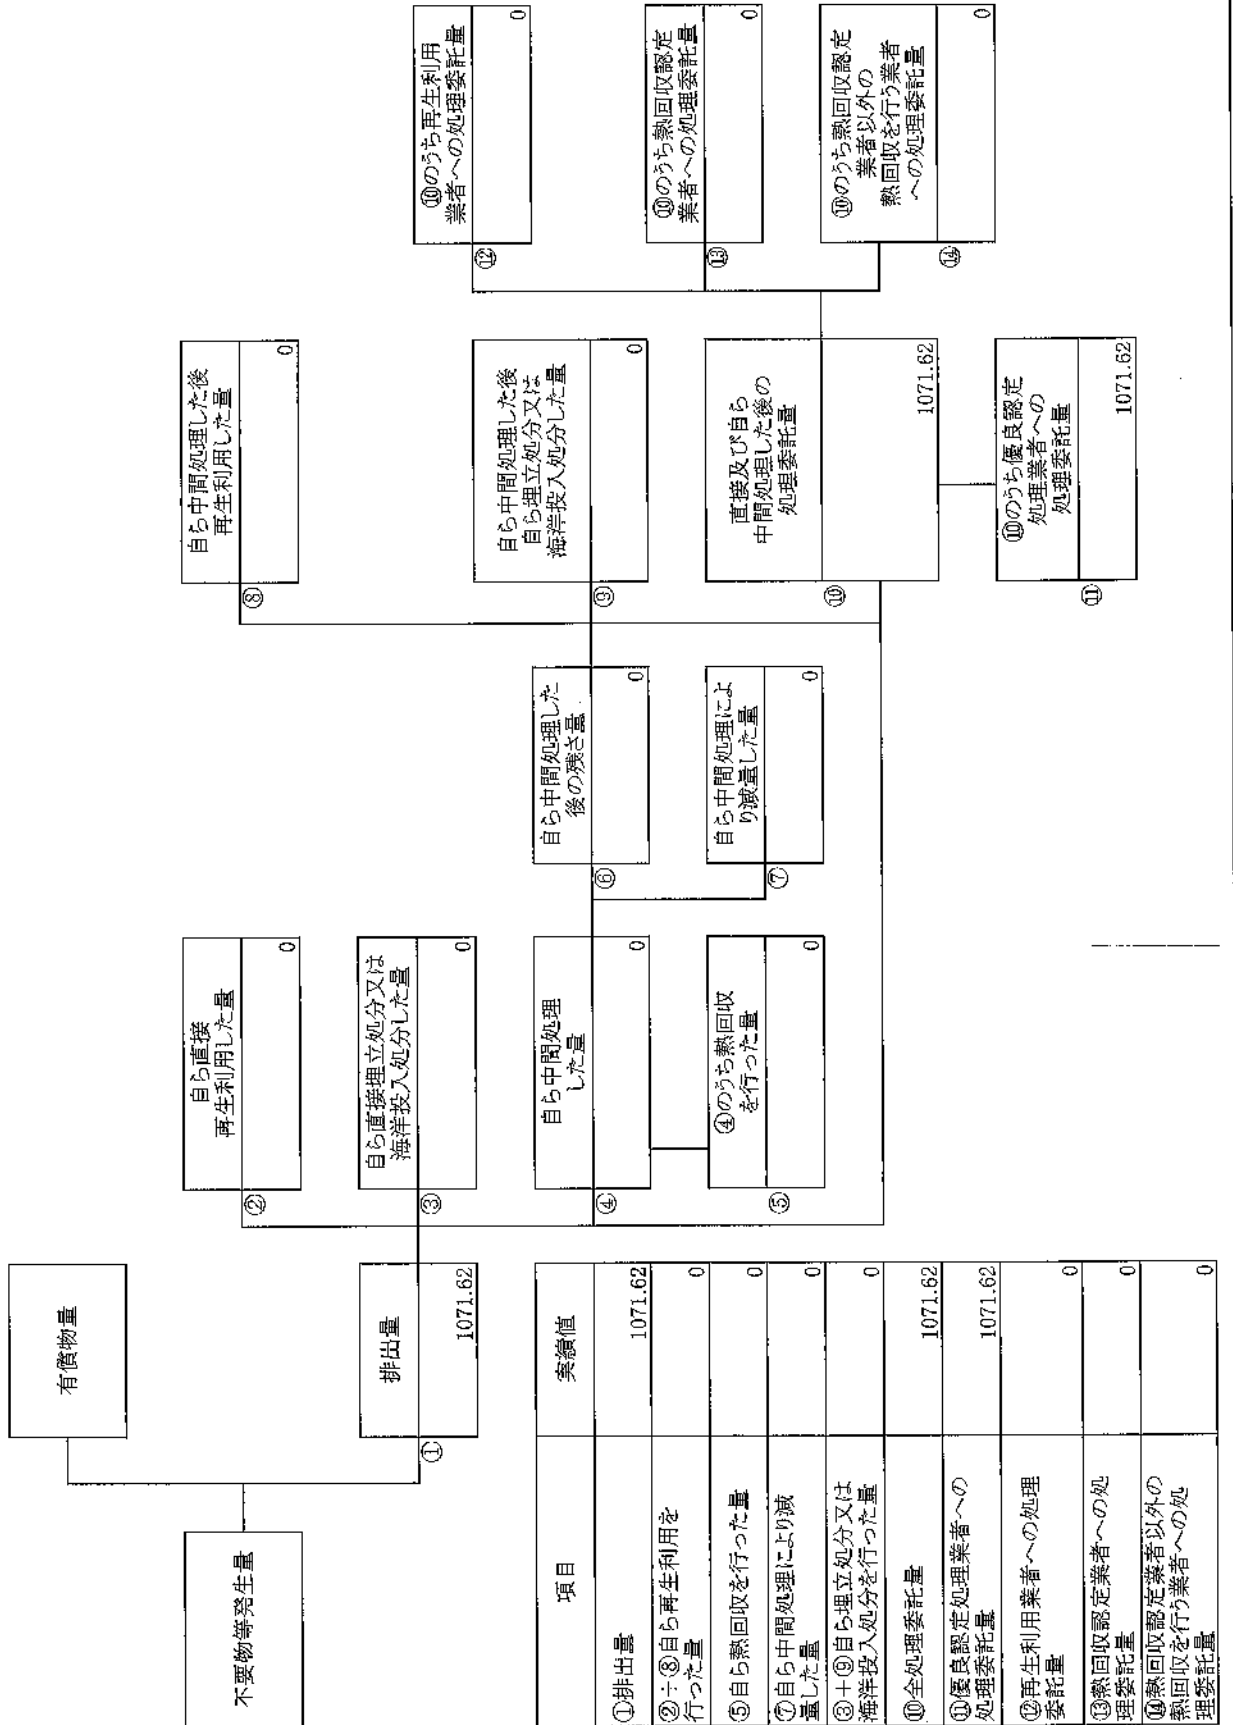 不要物等発生量
有償物量
排出量
①
1071.62
自ら直接
再生利用した量
②
0
自ら直接埋立処分又は
海洋投入処分した量
③
0
自ら中間処理
した量
④
0
④のうち熱回収
を行った量
⑤
0
自ら中間処理した
後の残さ量
⑥
0
自ら中間処理によ
り減量した量
⑦
0
自ら中間処理した後
再生利用した量
⑧
0
自ら中間処理した後
自ら埋立処分又は
海洋投入処分した量
⑨
0
直接及び自ら
中間処理した後の
処理委託量
⑩
1071.62
⑩のうち優良認定
処理業者への
処理委託量
⑪
1071.62
⑩のうち再生利用
業者への処理委託量
⑫
0
⑩のうち熱回収認定
業者への処理委託量
⑬
0
⑩のうち熱回収認定
業者以外の
熱回収を行う業者
への処理委託量
⑭
0
項目 実績値
①排出量 1071.62
②+⑧自ら再生利用を
行った量 0
⑤自ら熱回収を行った量 0
⑦自ら中間処理により減
量した量 0
③+⑨自ら埋立処分又は
海洋投入処分を行った量 0
⑩全処理委託量 1071.62
⑪優良認定処理業者への
処理委託量 1071.62
⑫再生利用業者への処理
委託量 0
⑬熱回収認定業者への処
理委託量 0
⑭熱回収認定業者以外の
熱回収を行う業者への処
理委託量 0